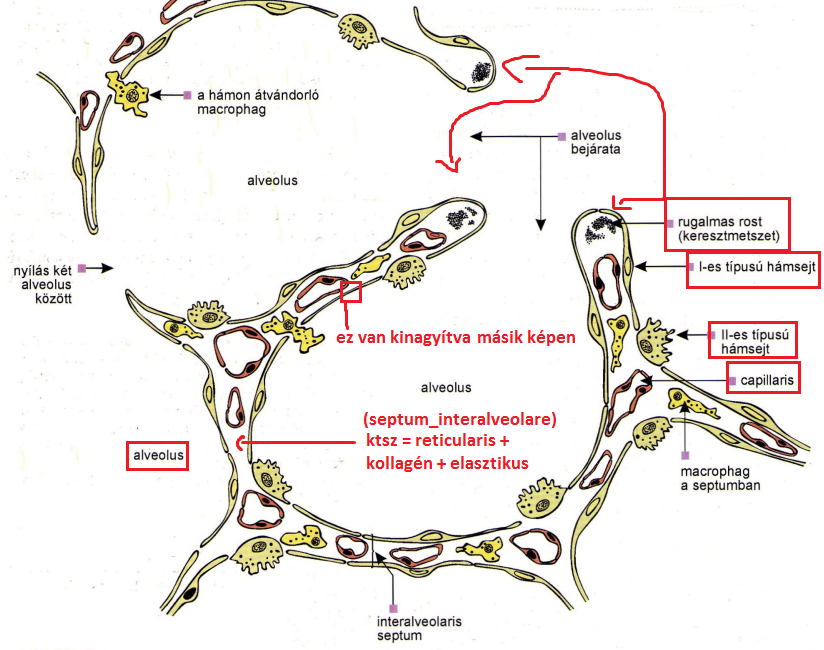 a hámon átvándorló
macrophag
alveolus
bejárata
alveolus
rugalmas rost
(keresztmetszet)
nyílás két
alveolus
között
I-es típusú hámsejt
ez van kinagyítva másik képen
II-es típusú
hámsejt
capillaris
alveolus
(septum_interalveolare)
ktsz = reticularis +
kollagén + elasztikus
alveolus
macrophag
a septumban
interalveolaris
septum